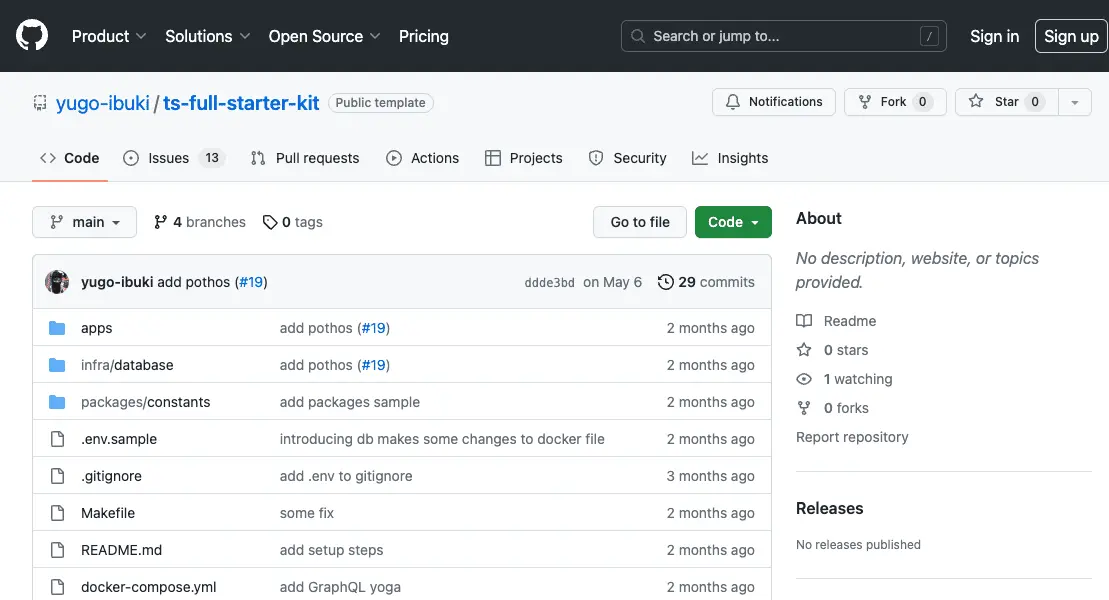 Product Solutions Open Source Pricing Search or jump to... / Sign in Sign up
yugo-ibuki / ts-full-starter-kit Public template Notifications Fork 0 Star 0
Code Issues 13 Pull requests Actions Projects Security Insights
main 4 branches 0 tags Go to file Code
yugo-ibuki add pothos (#19) ddde3bd on May 6 29 commits
apps add pothos (#19) 2 months ago
infra/database add pothos (#19) 2 months ago
packages/constants add packages sample 2 months ago
.env.sample introducing db makes some changes to docker file 2 months ago
.gitignore add .env to gitignore 3 months ago
Makefile some fix 2 months ago
README.md add setup steps 2 months ago
docker-compose.yml add GraphQL yoga 2 months ago
About
No description, website, or topics
provided.
Readme
0 stars
1 watching
0 forks
Report repository
Releases
No releases published